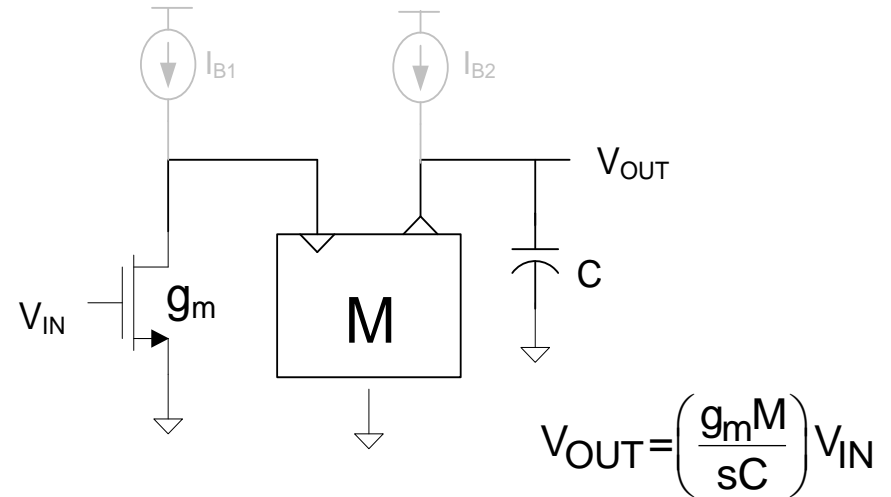 I_B1
I_B2
V_OUT
C
g_m
V_IN
M
V_OUT = (g_m M / sC) V_IN